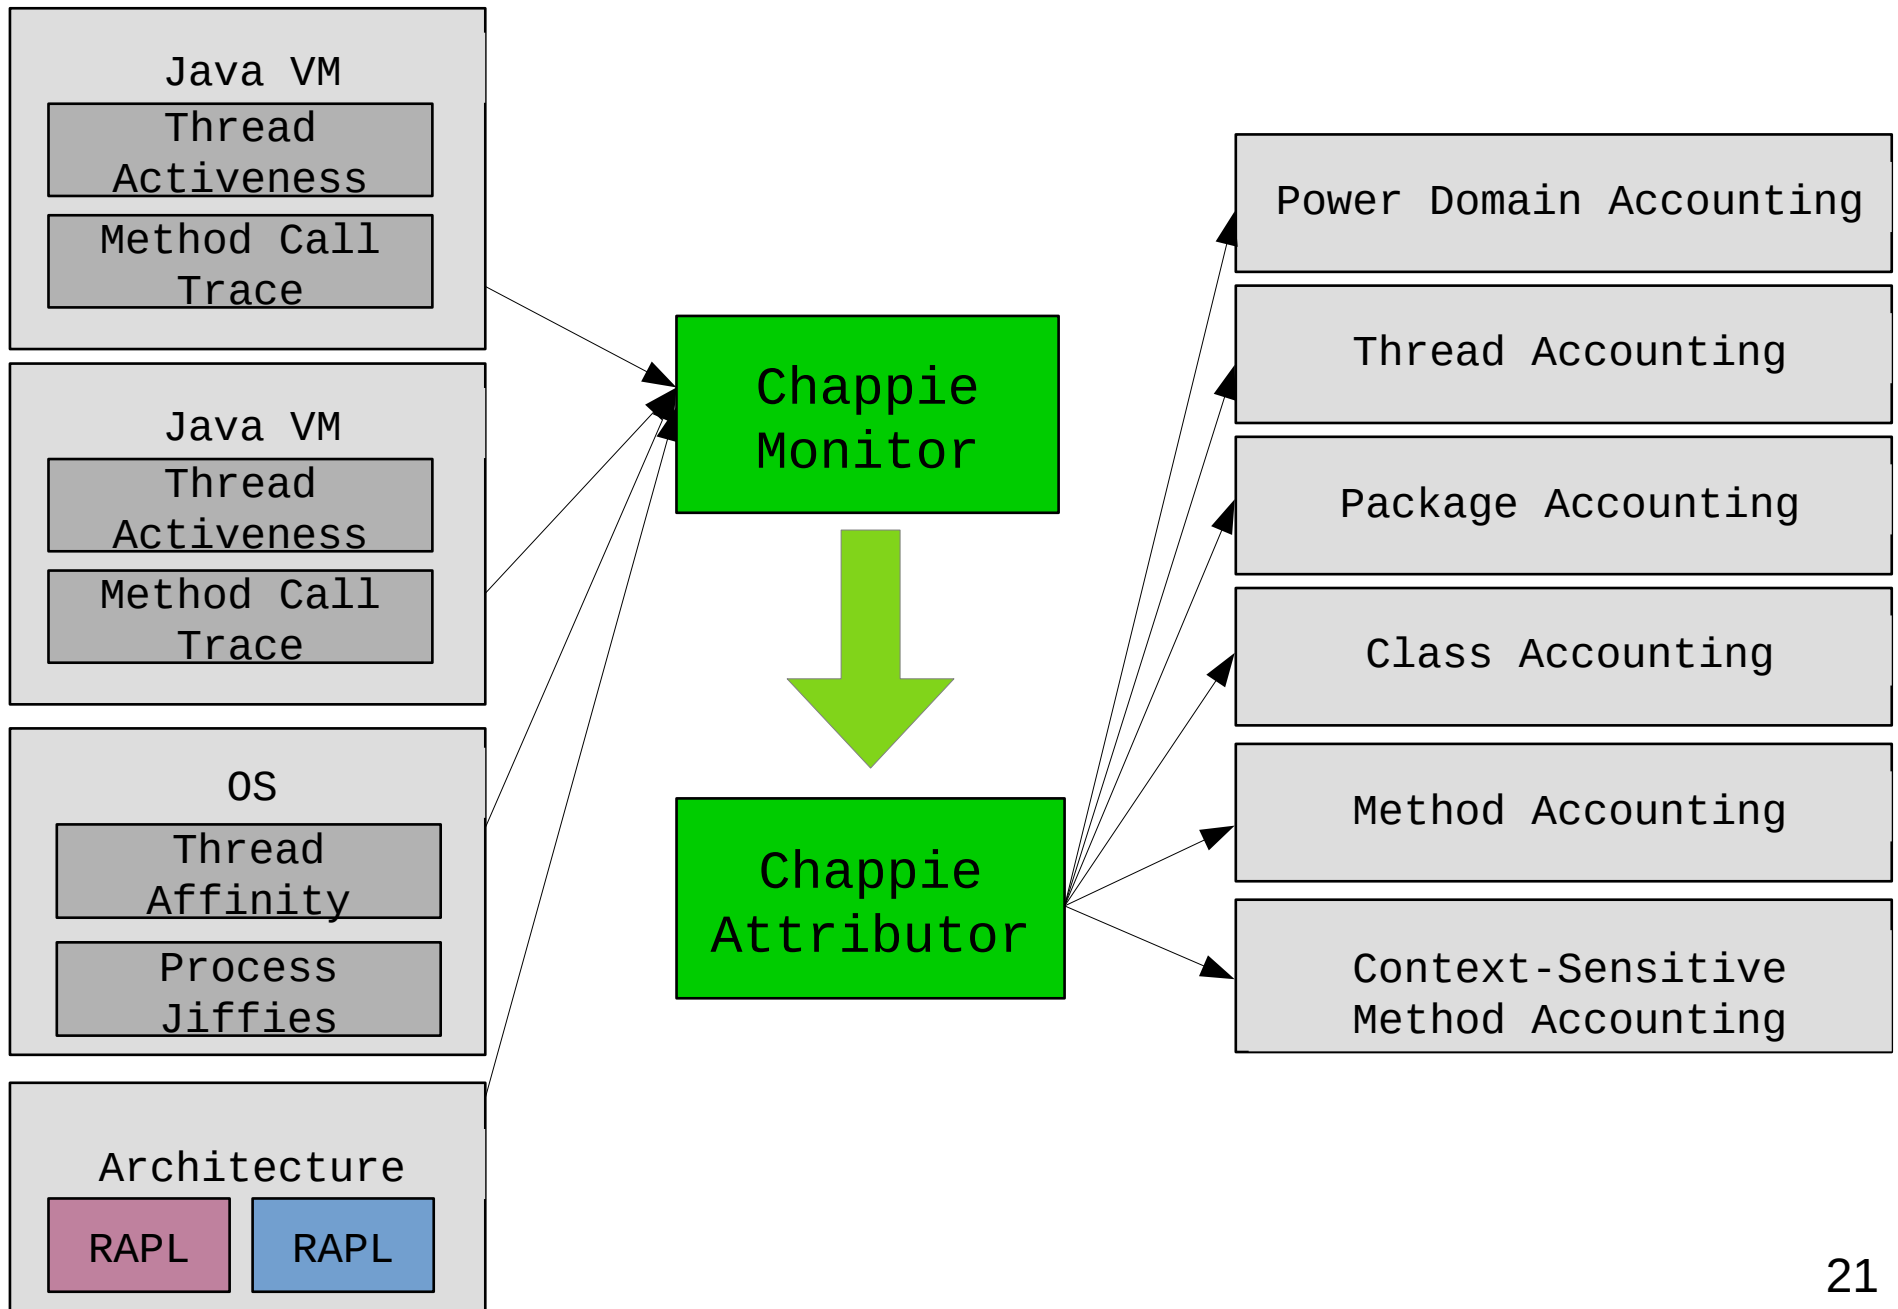 Java VM
Thread
Activeness
Method Call
Trace
Java VM
Thread
Activeness
Method Call
Trace
OS
Thread
Affinity
Process
Jiffies
Architecture
RAPL RAPL
Chappie
Monitor
Chappie
Attributor
Power Domain Accounting
Thread Accounting
Package Accounting
Class Accounting
Method Accounting
Context-Sensitive
Method Accounting
21